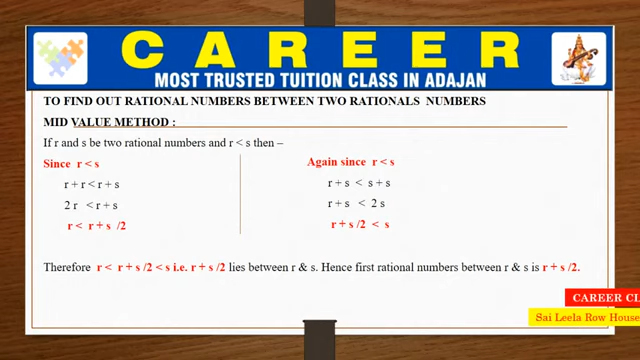 CAREER
MOST TRUSTED TUITION CLASS IN ADAJAN
TO FIND OUT RATIONAL NUMBERS BETWEEN TWO RATIONALS NUMBERS
MID VALUE METHOD :
If r and s be two rational numbers and r < s then –
Since r < s
r + r < r + s
2 r < r + s
r < r + s /2
Again since r < s
r + s < s + s
r + s < 2 s
r + s /2 < s
Therefore r < r + s /2 < s i.e. r + s /2 lies between r & s. Hence first rational numbers between r & s is r + s /2.
CAREER CL
Sai Leela Row House